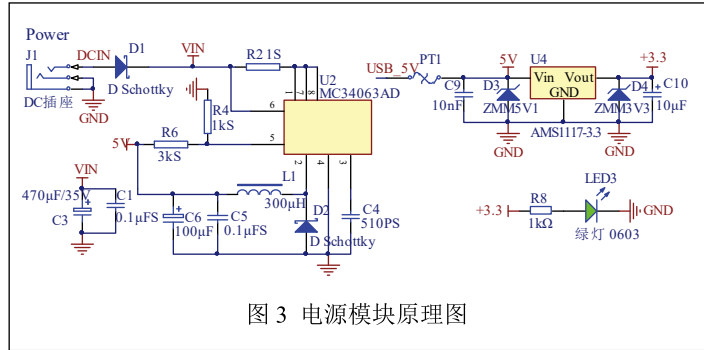 Power
J1
DCIN
D1
D Schottky
DC插座
GND
VIN
R2 1S
1
7
8
U2
MC34063AD
6
5
2
4
3
R4
1kS
5V
R6
3kS
VIN
470μF/35V
C3
C1
0.1μFS
C6
100μF
C5
0.1μFS
L1
300μH
D2
D Schottky
C4
510PS
USB_5V
PT1
C9
10nF
5V
D3
ZMM5V1
GND
U4
Vin Vout
GND
AMS1117-3.3
D4
ZMM3V3
GND
+3.3
C10
10μF
+3.3
R8
1kΩ
LED3
绿灯 0603
GND
图 3 电源模块原理图